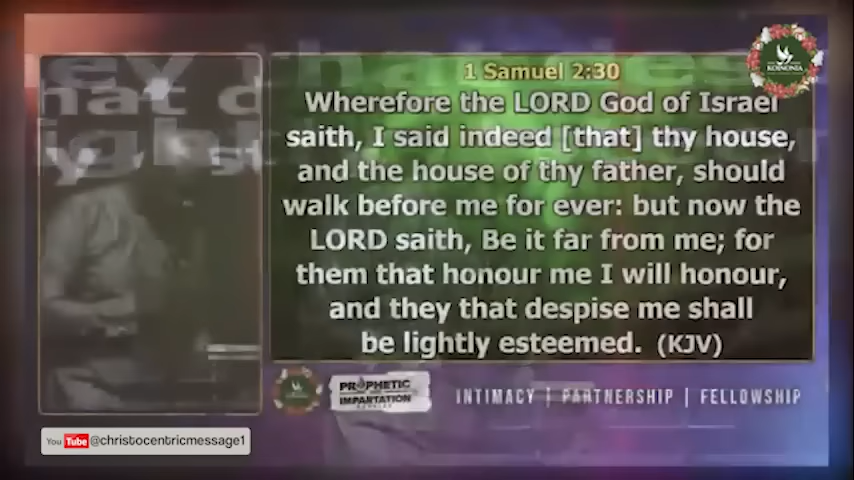 1 Samuel 2:30
Wherefore the LORD God of Israel
saith, I said indeed [that] thy house,
and the house of thy father, should
walk before me for ever: but now the
LORD saith, Be it far from me; for
them that honour me I will honour,
and they that despise me shall
be lightly esteemed. (KJV)
KOINONIA
PROPHETIC
IMPARTATION
INTIMACY | PARTNERSHIP | FELLOWSHIP
You Tube @christocentricmessage1